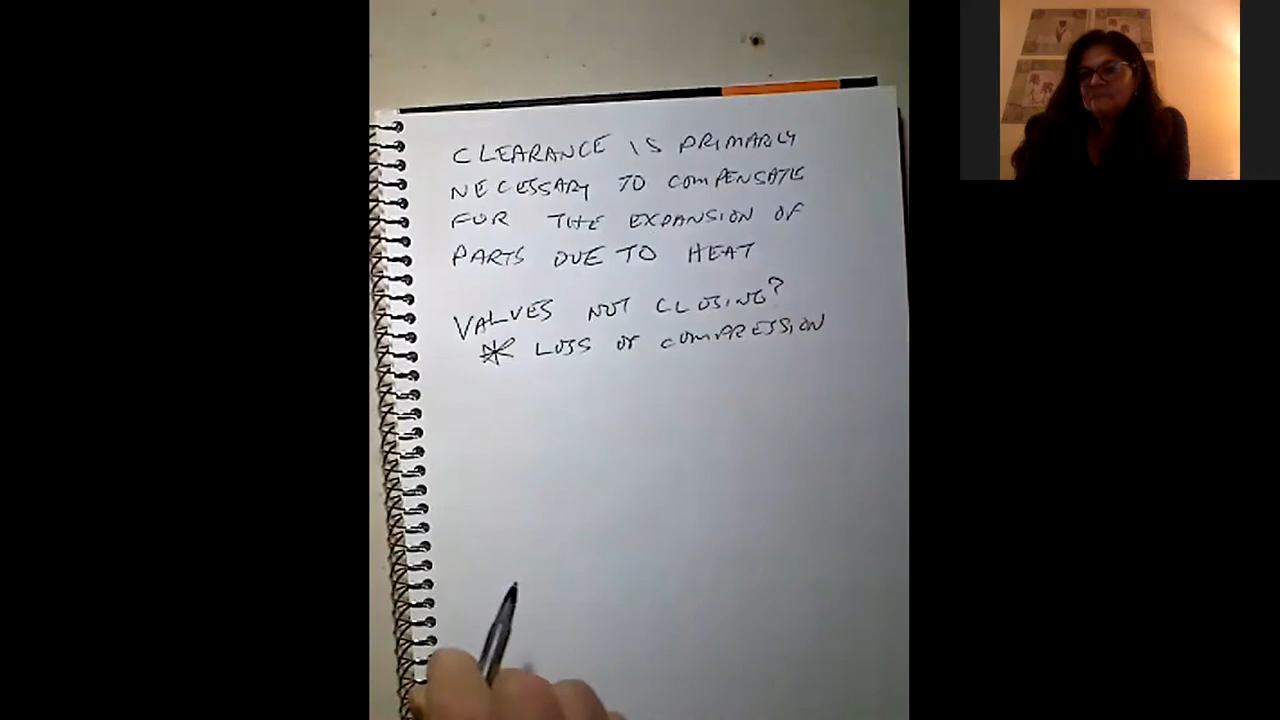 CLEARANCE IS PRIMARLY
NECESSARY TO COMPENSATE
FOR THE EXPANSION OF
PARTS DUE TO HEAT
VALVES NOT CLOSING?
* LOSS OF COMPRESSION